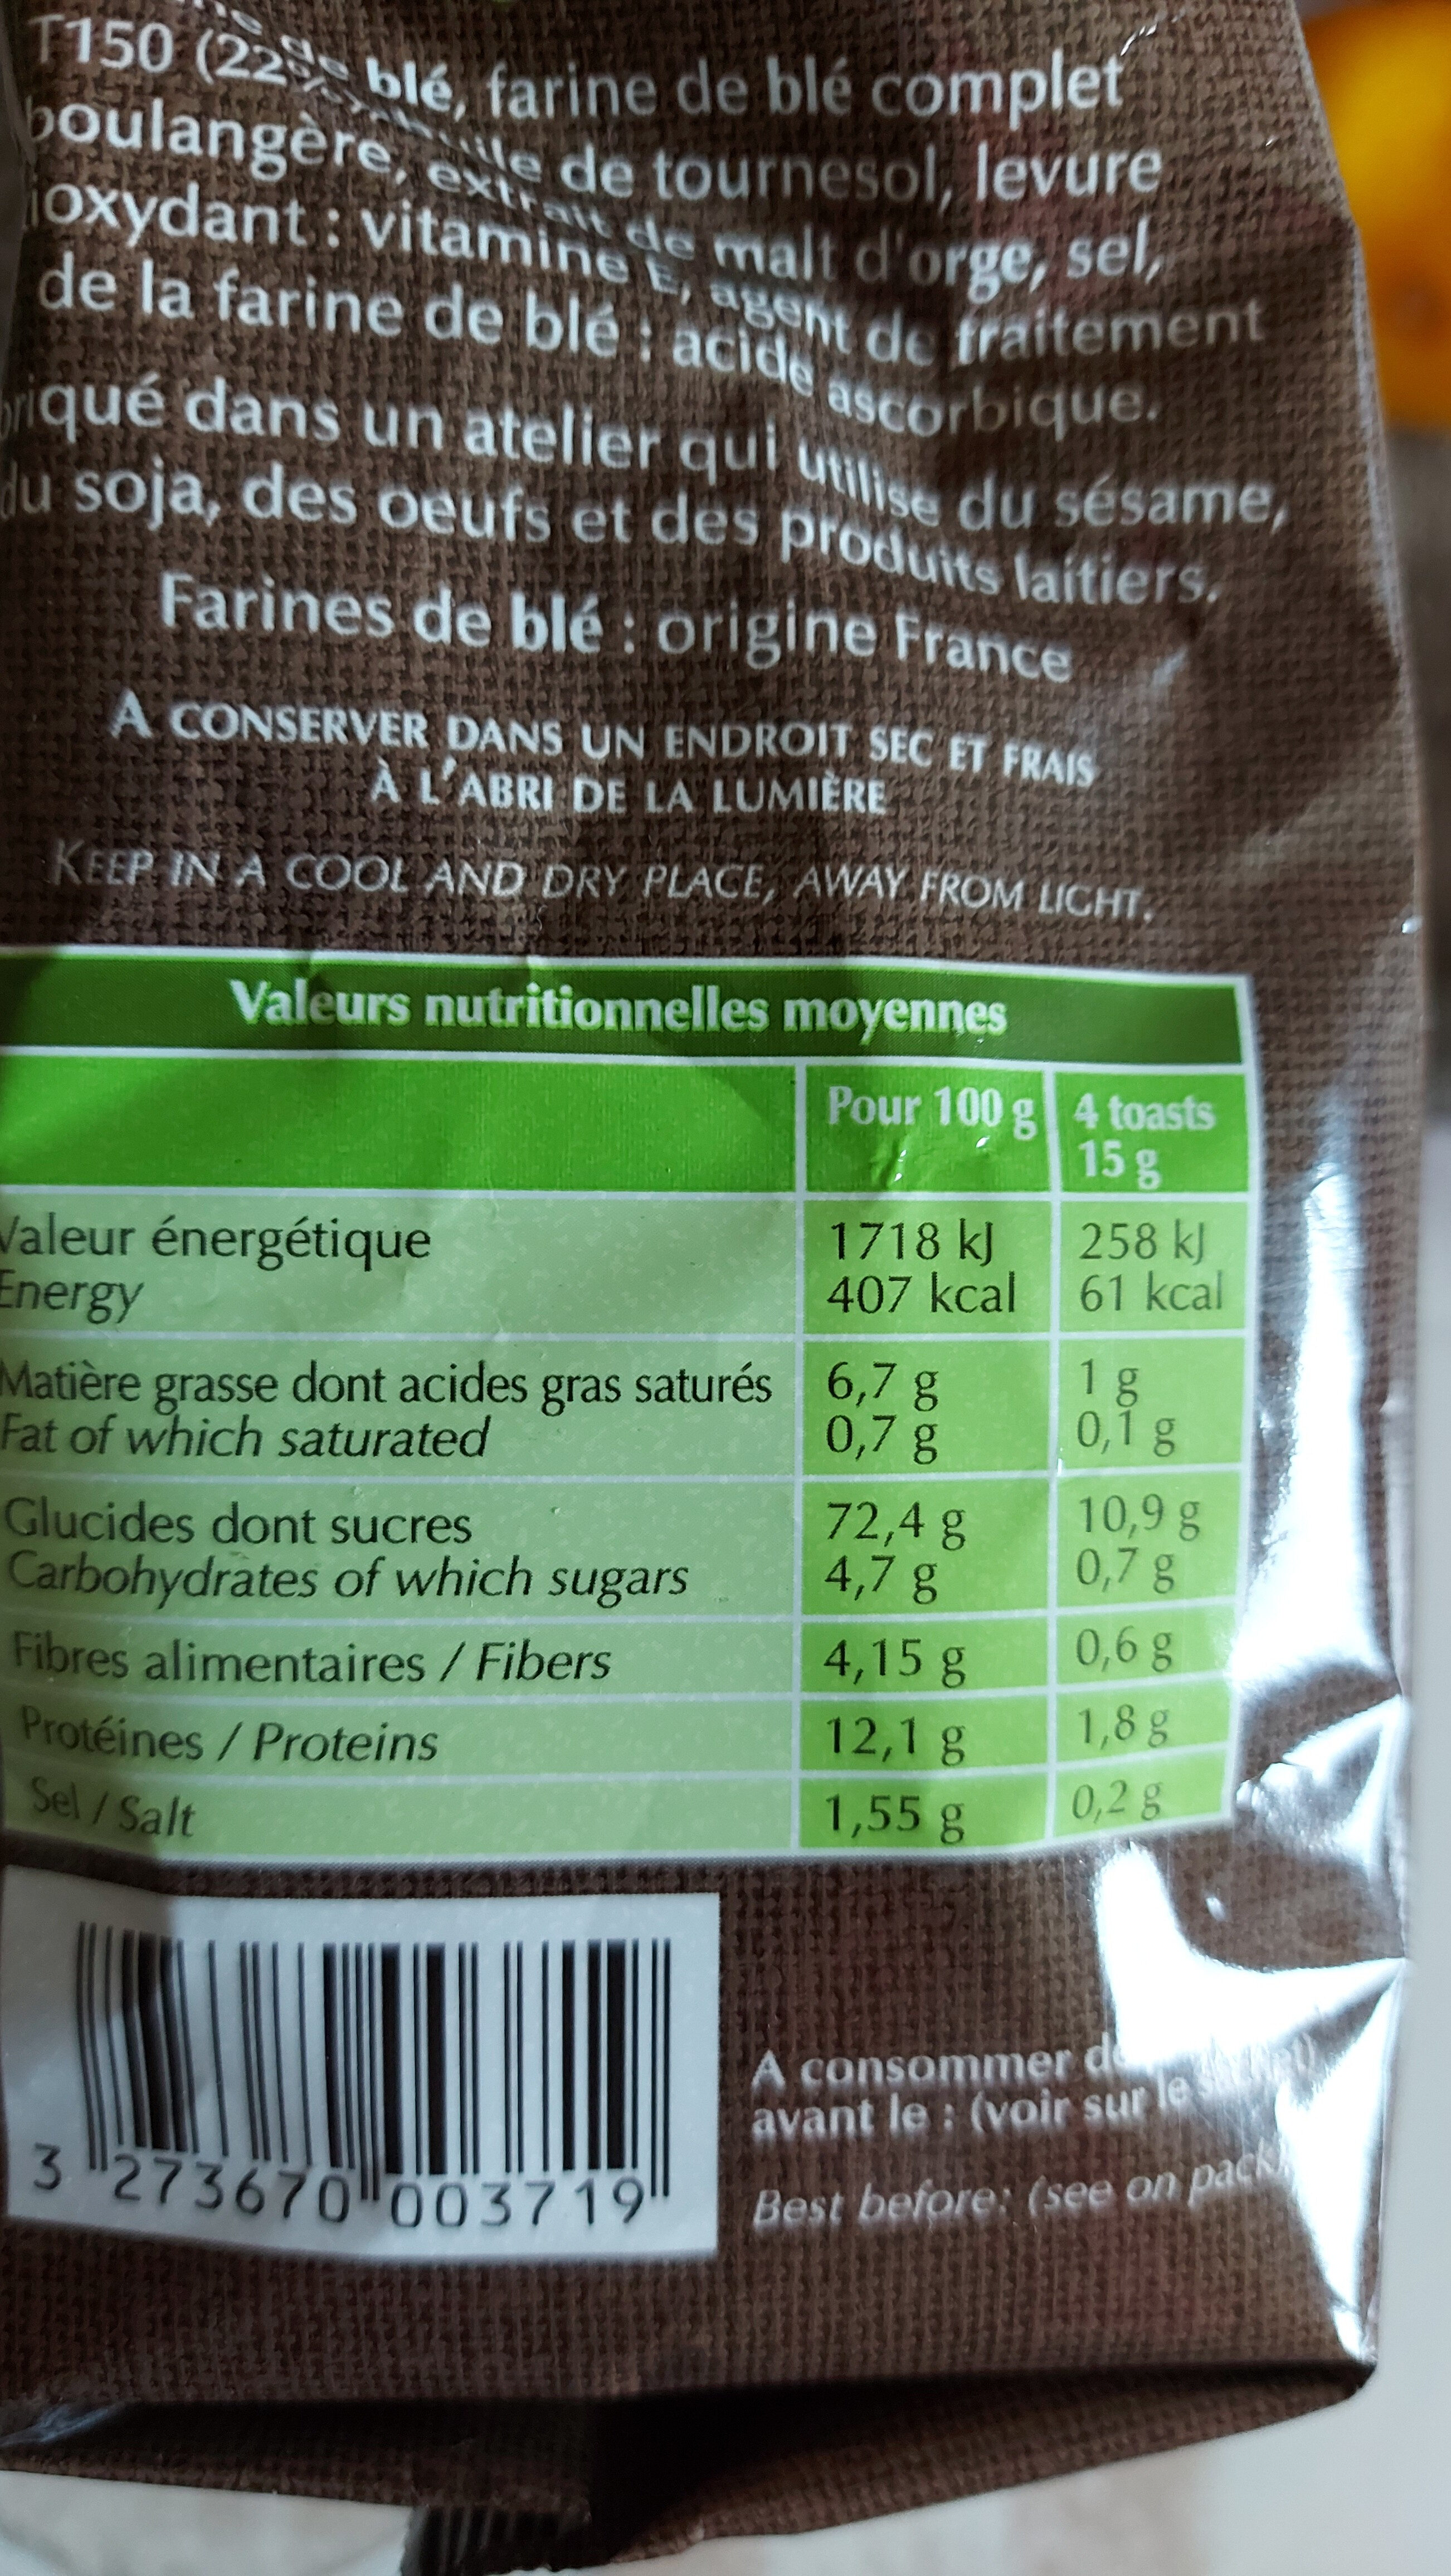 blé, farine de blé complet
T150 (22%), huile de tournesol, levure
boulangère, extrait de malt d'orge, sel,
ioxydant : vitamine E, agent de traitement
de la farine de blé : acide ascorbique.
briqué dans un atelier qui utilise du sésame,
du soja, des oeufs et des produits laitiers.
Farines de blé : origine France
A CONSERVER DANS UN ENDROIT SEC ET FRAIS
À L'ABRI DE LA LUMIÈRE
KEEP IN A COOL AND DRY PLACE, AWAY FROM LIGHT.
Valeurs nutritionnelles moyennes
Pour 100 g 4 toasts
15 g
Valeur énergétique 1718 kJ 258 kJ
Energy 407 kcal 61 kcal
Matière grasse dont acides gras saturés 6,7 g 1 g
Fat of which saturated 0,7 g 0,1 g
Glucides dont sucres 72,4 g 10,9 g
Carbohydrates of which sugars 4,7 g 0,7 g
Fibres alimentaires / Fibers 4,15 g 0,6 g
Protéines / Proteins 12,1 g 1,8 g
Sel / Salt 1,55 g 0,2 g
3 273670 003719
A consommer
avant le : (voir sur le
Best before: (see on pack)